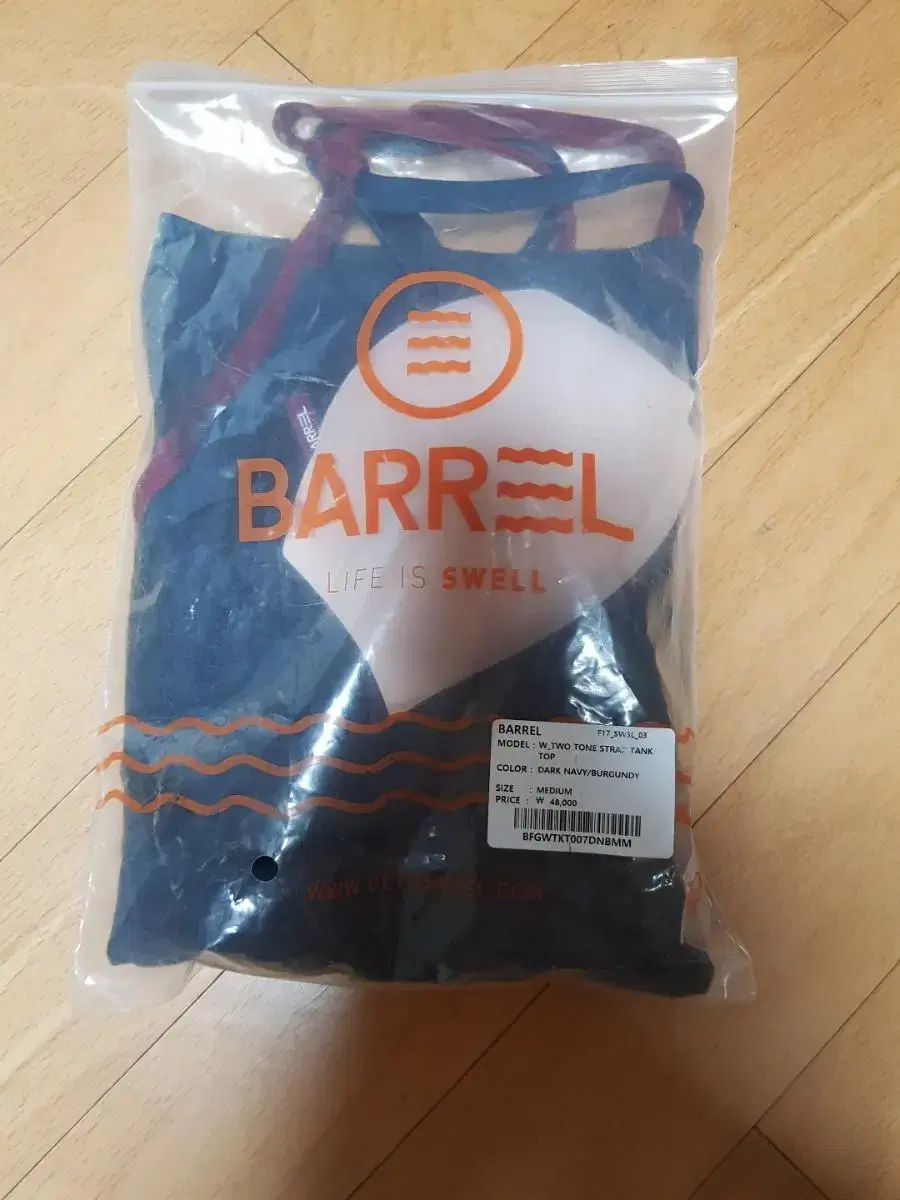 BARREL
BARREL
LIFE IS SWELL
BARREL F17_SWSL_03
MODEL : W_TWO TONE STRAP TANK
TOP
COLOR : DARK NAVY/BURGUNDY
SIZE : MEDIUM
PRICE : ₩ 48,000
BFGWTKT007DNBMM